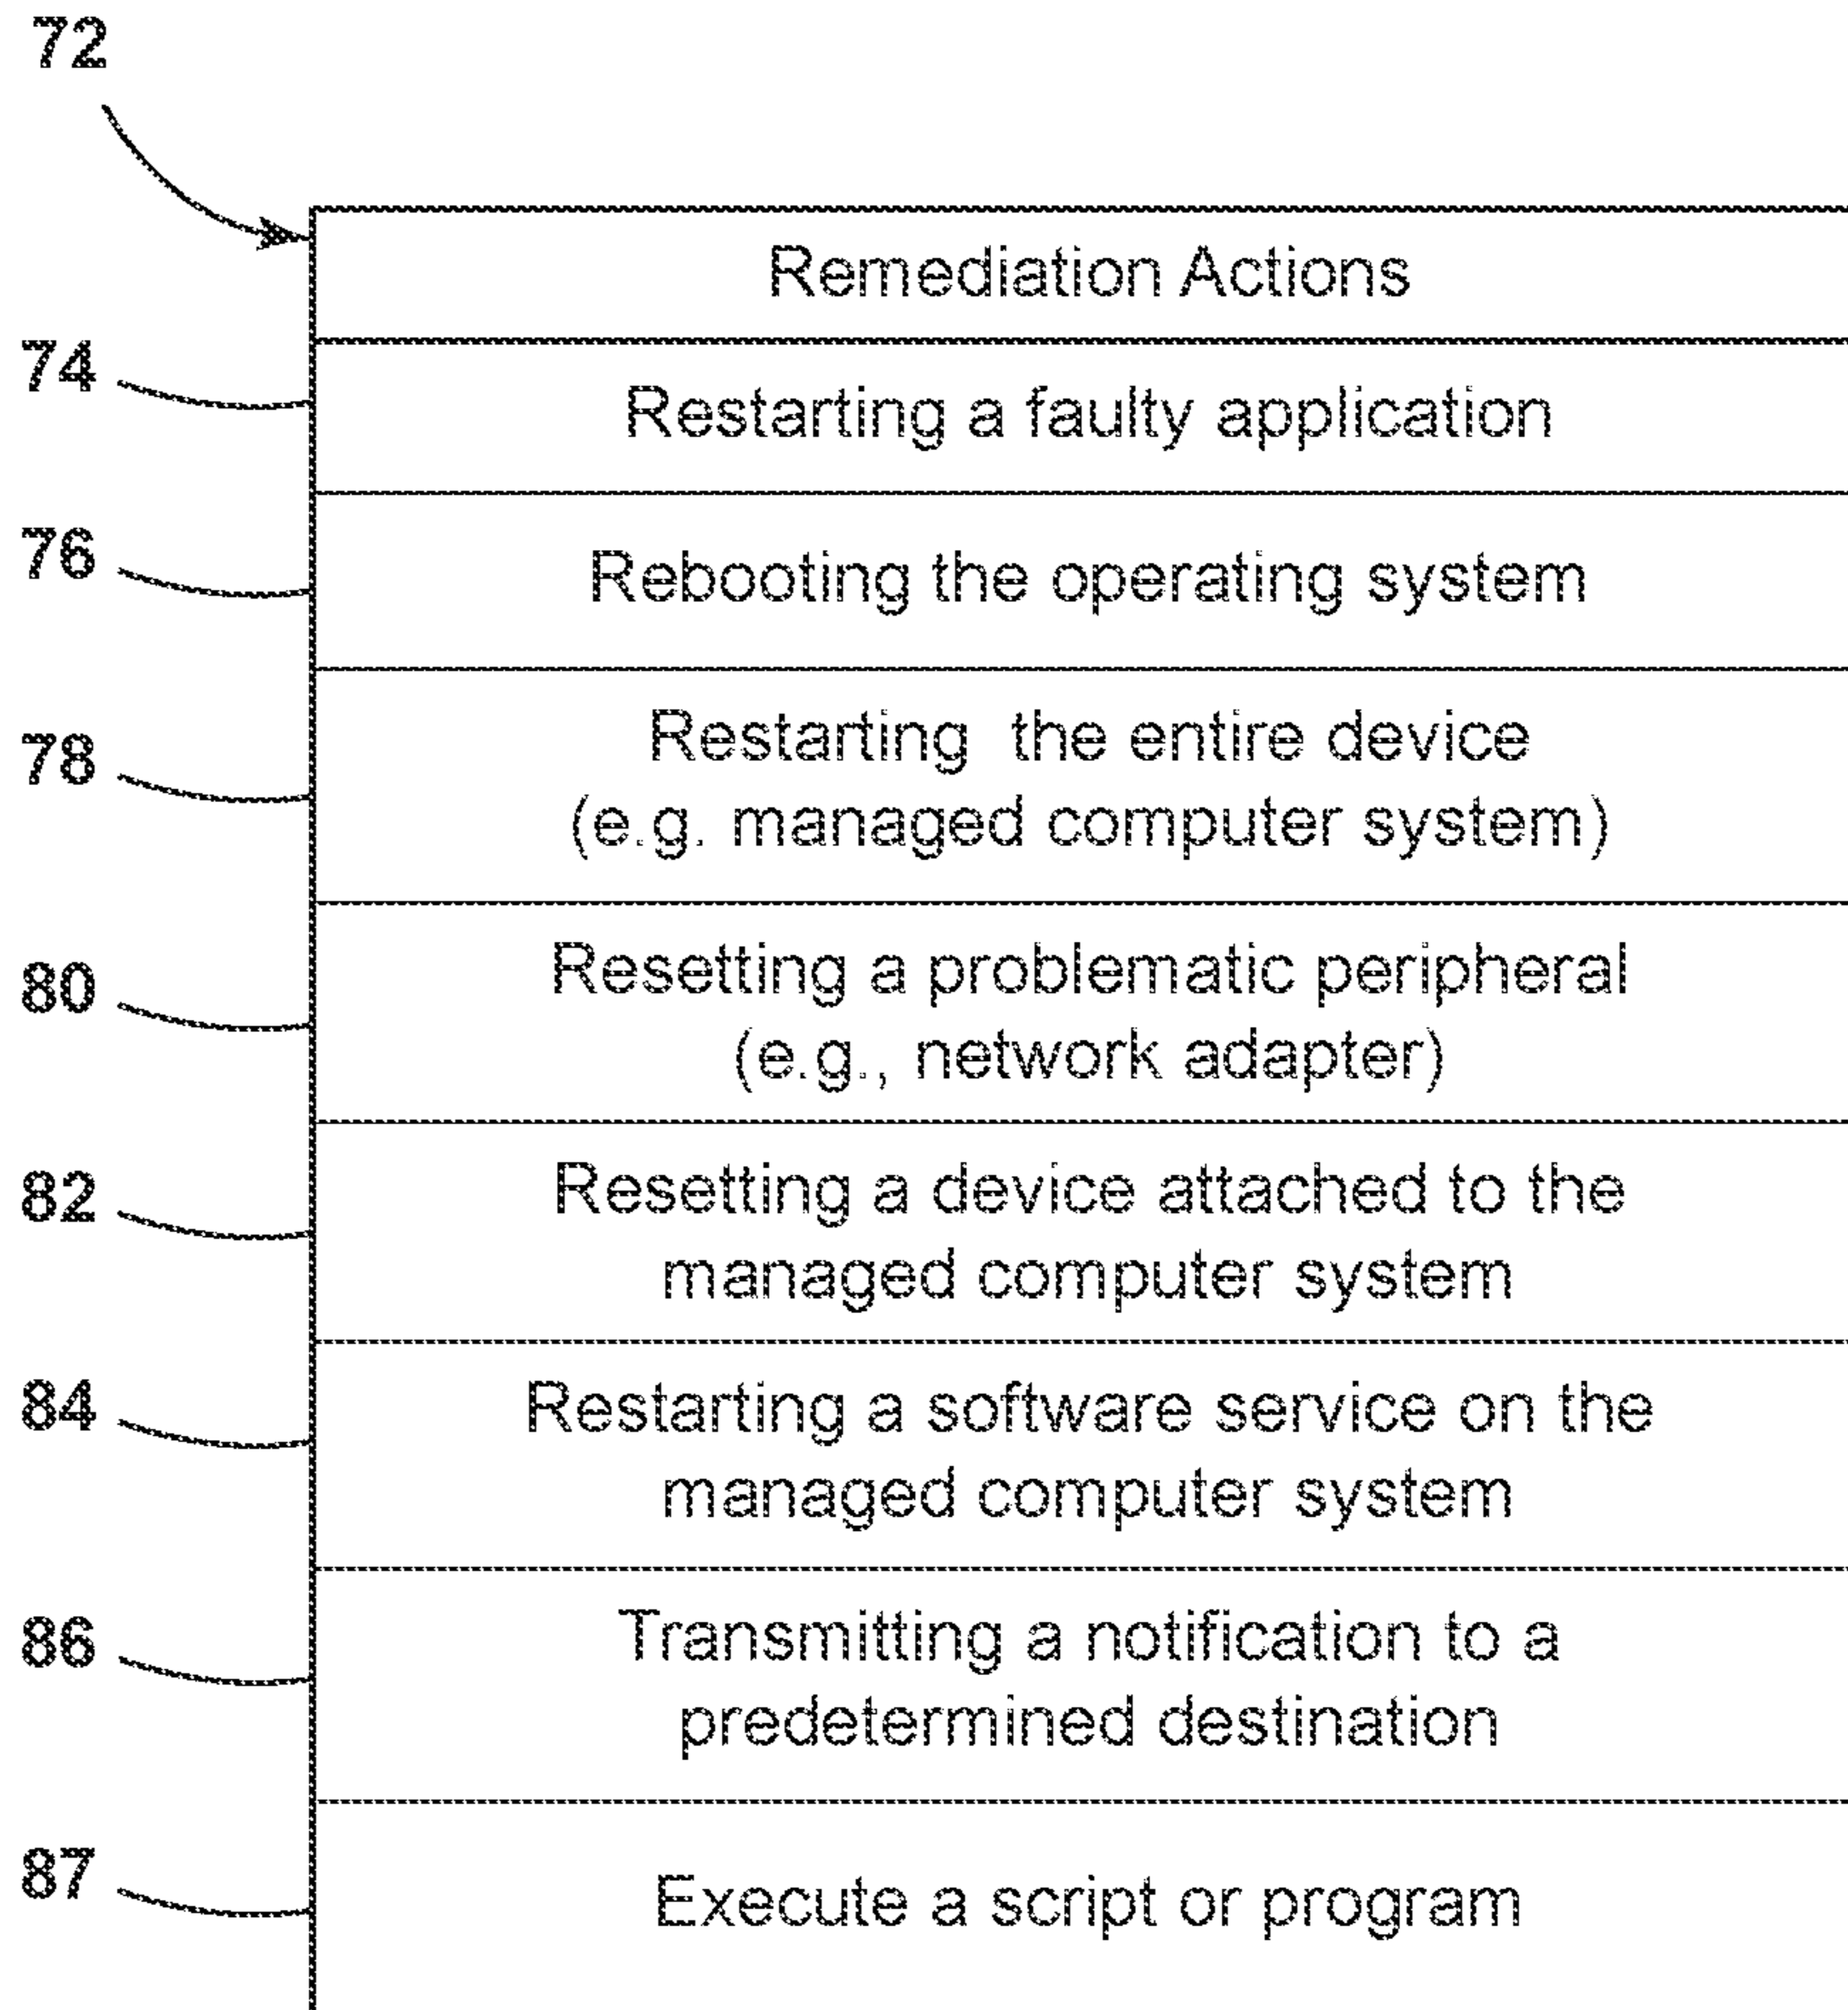 72
Remediation Actions
74
Restarting a faulty application
76
Rebooting the operating system
78
Restarting the entire device
(e.g. managed computer system)
80
Resetting a problematic peripheral
(e.g., network adapter)
82
Resetting a device attached to the
managed computer system
84
Restarting a software service on the
managed computer system
86
Transmitting a notification to a
predetermined destination
87
Execute a script or program